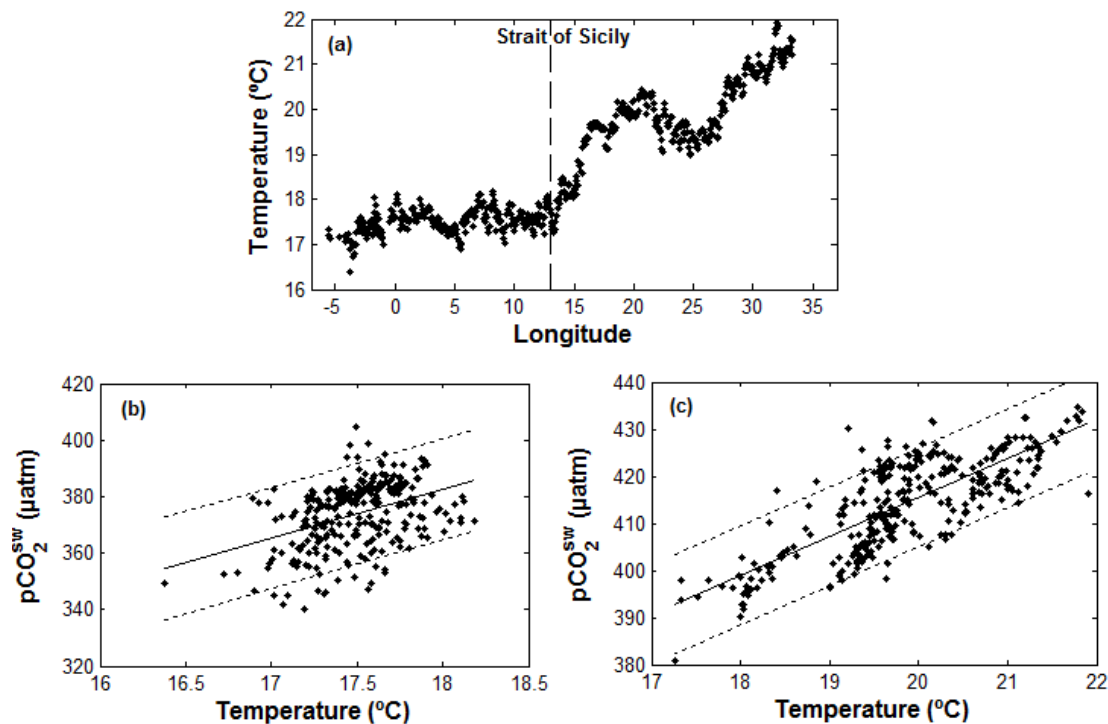 (a)
Strait of Sicily
Temperature (ºC)
22
21
20
19
18
17
16
-5 0 5 10 15 20 25 30 35
Longitude
(b)
pCO₂ˢʷ (µatm)
420
400
380
360
340
320
16 16.5 17 17.5 18 18.5
Temperature (ºC)
(c)
pCO₂ˢʷ (µatm)
440
430
420
410
400
390
380
17 18 19 20 21 22
Temperature (ºC)